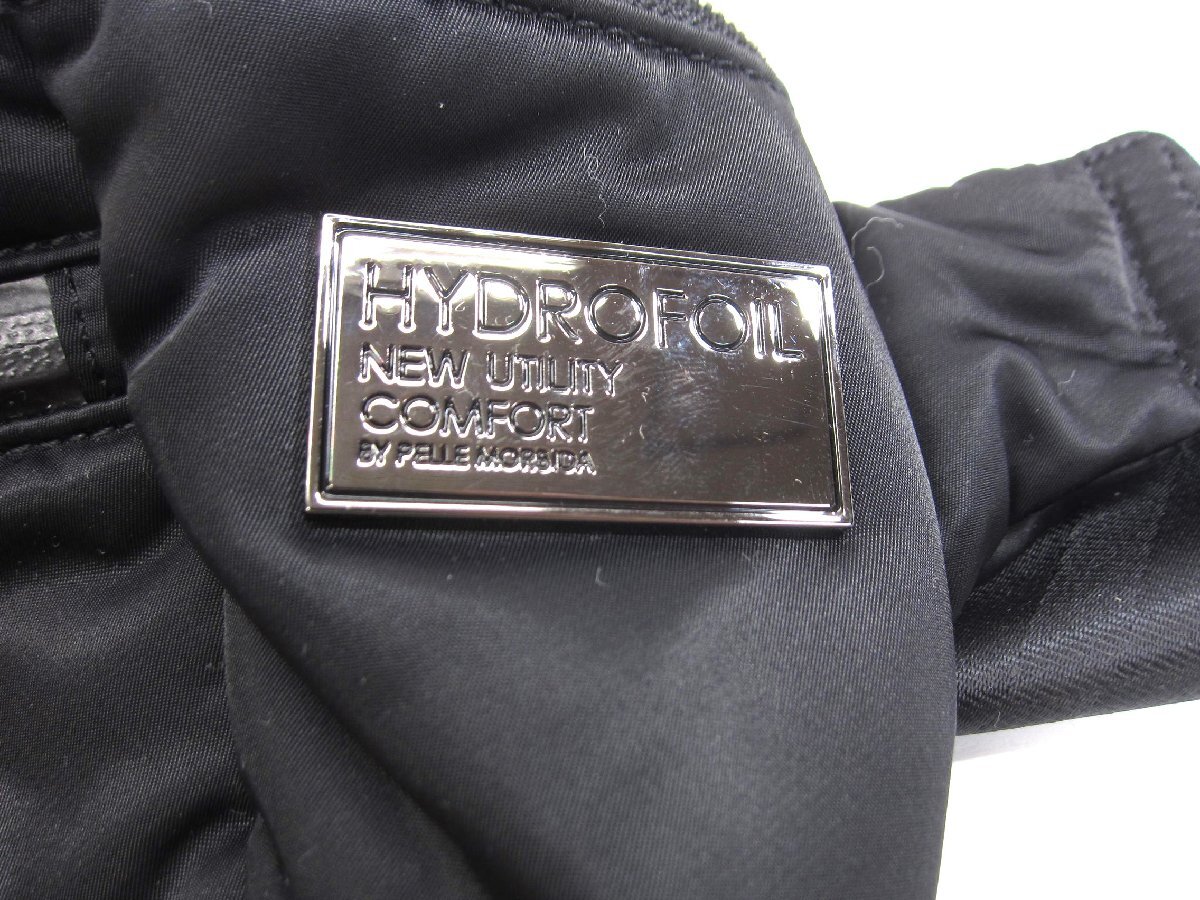 HYDROFOIL
NEW UTILITY
COMFORT
BY PELLE MORBIDA